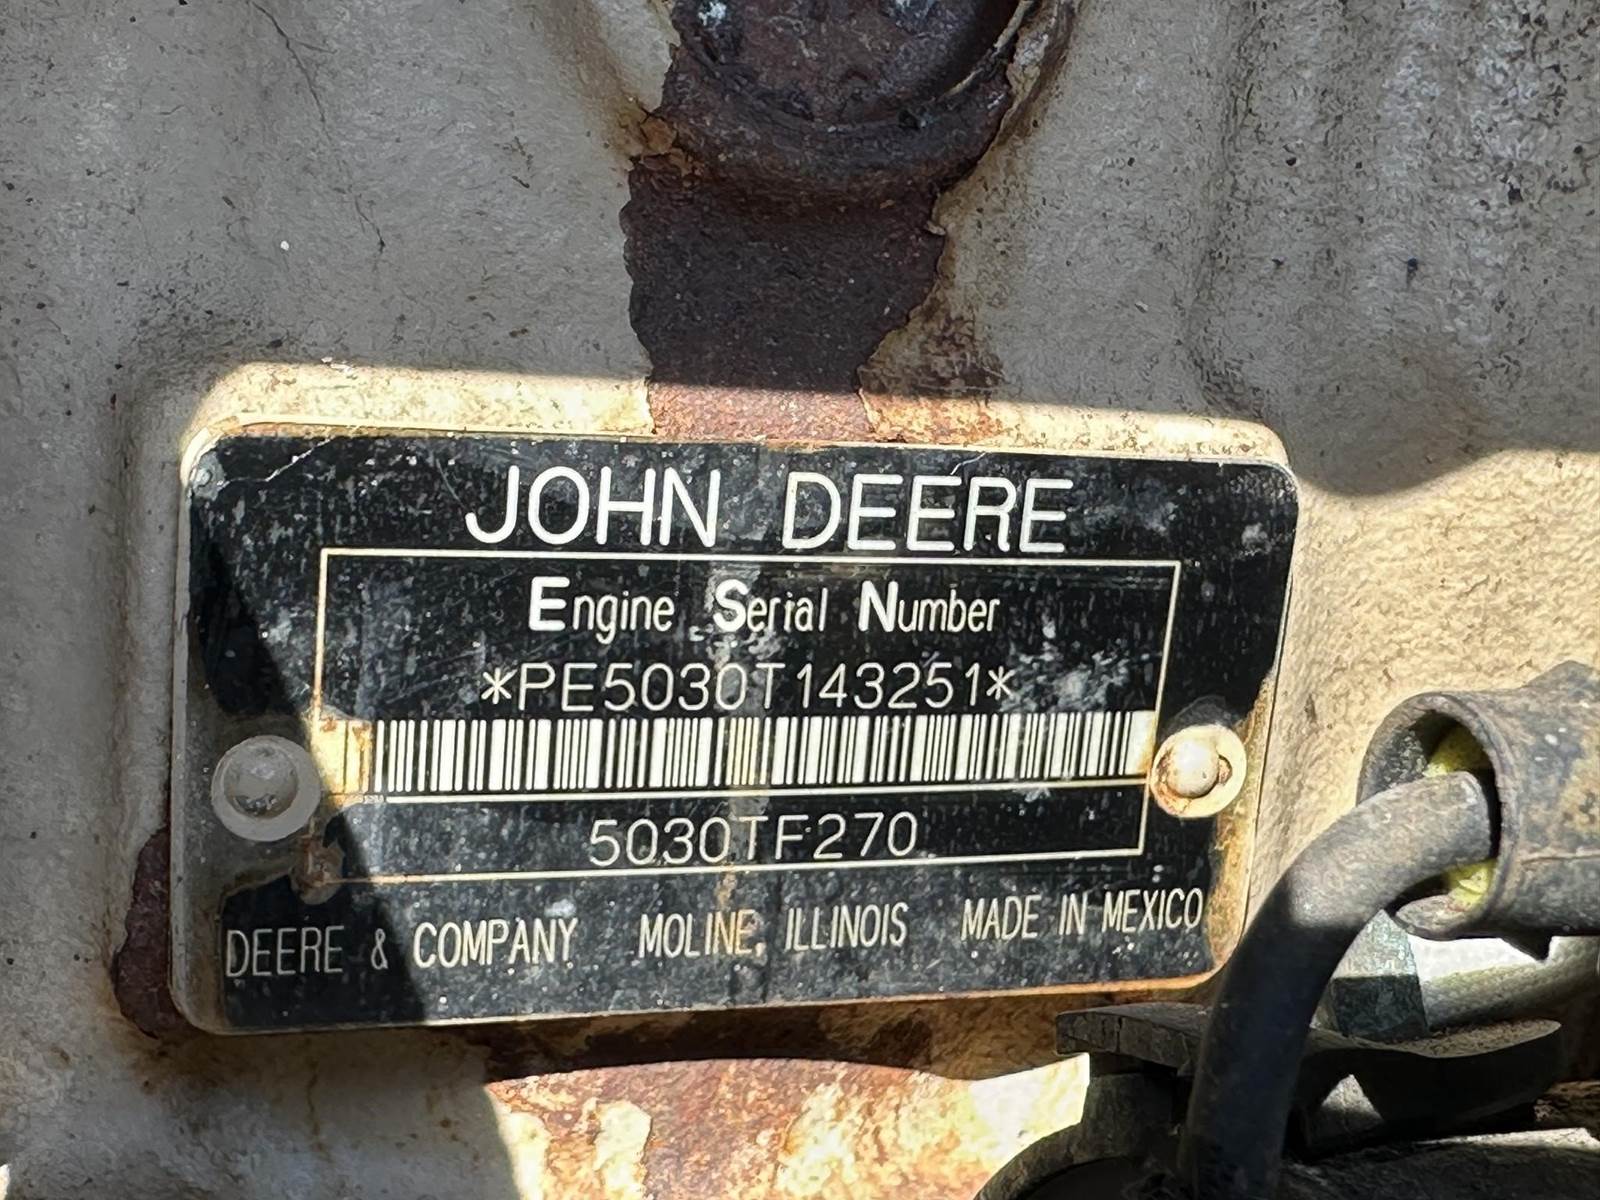 JOHN DEERE
Engine Serial Number
*PE5030T143251*
5030TF270
DEERE & COMPANY MOLINE, ILLINOIS MADE IN MEXICO